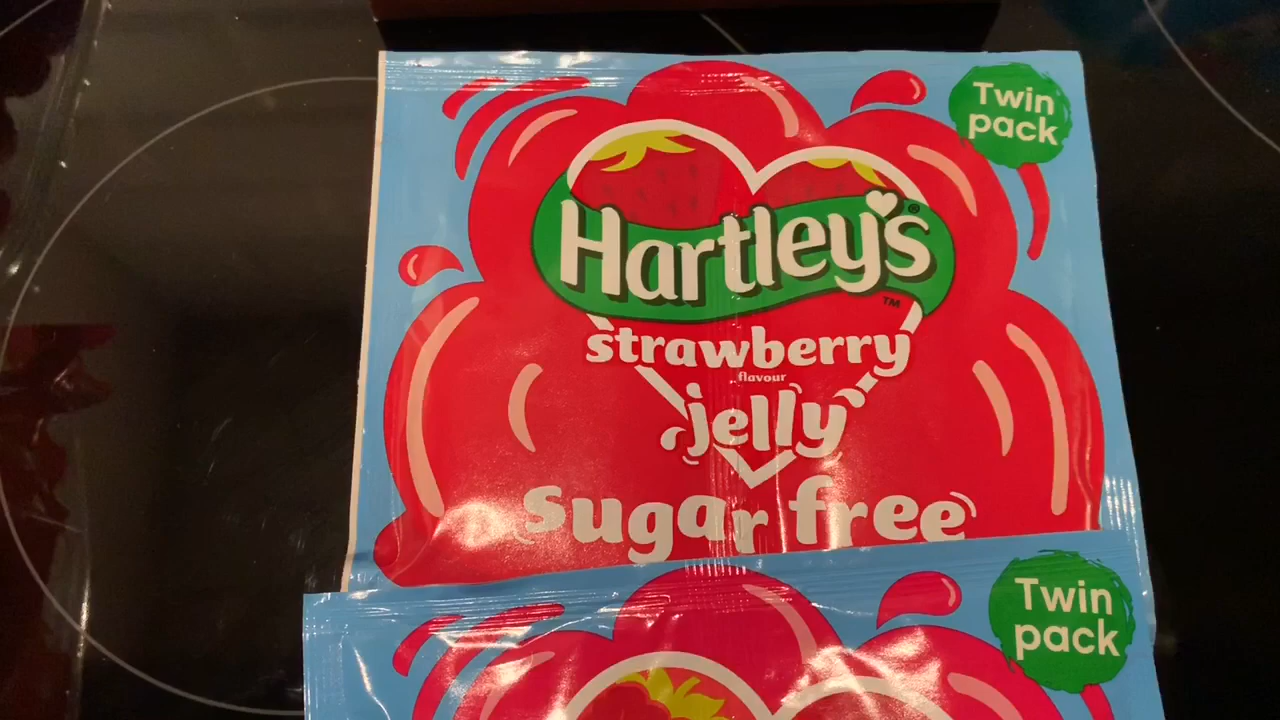 Twin
pack
Hartley's®
TM
strawberry
flavour
jelly
sugar free
Twin
pack